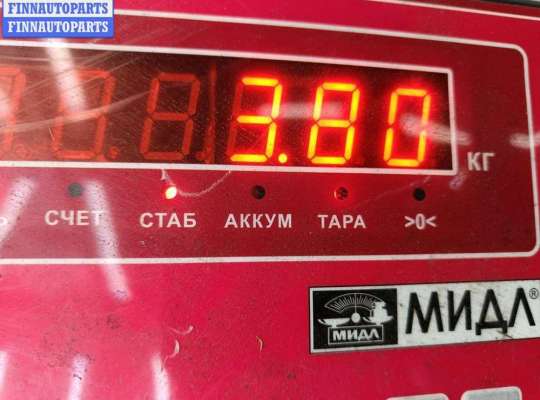 FINNAUTOPARTS
FINNAUTOPARTS
3.80
КГ
СЧЕТ СТАБ АККУМ ТАРА >0<
МИДЛ МИДЛ®